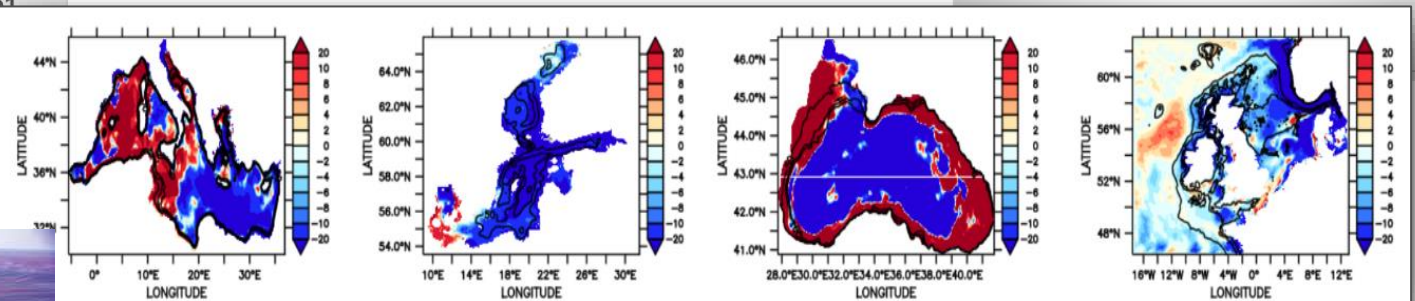 44°N
40°N
36°N
32°N
LATITUDE
0°
10°E
20°E
30°E
LONGITUDE
20
10
8
6
4
2
0
-2
-4
-6
-8
-10
-20
64.0°N
62.0°N
60.0°N
58.0°N
56.0°N
54.0°N
LATITUDE
10°E
14°E
18°E
22°E
26°E
30°E
LONGITUDE
20
10
8
6
4
2
0
-2
-4
-6
-8
-10
-20
46.0°N
45.0°N
44.0°N
43.0°N
42.0°N
41.0°N
LATITUDE
28.0°E30.0°E32.0°E34.0°E36.0°E38.0°E40.0°E
LONGITUDE
20
10
8
6
4
2
0
-2
-4
-6
-8
-10
-20
60°N
56°N
52°N
48°N
LATITUDE
16°W 12°W 8°W 4°W 0° 4°E 8°E 12°E
LONGITUDE
20
10
8
6
4
2
0
-2
-4
-6
-8
-10
-20